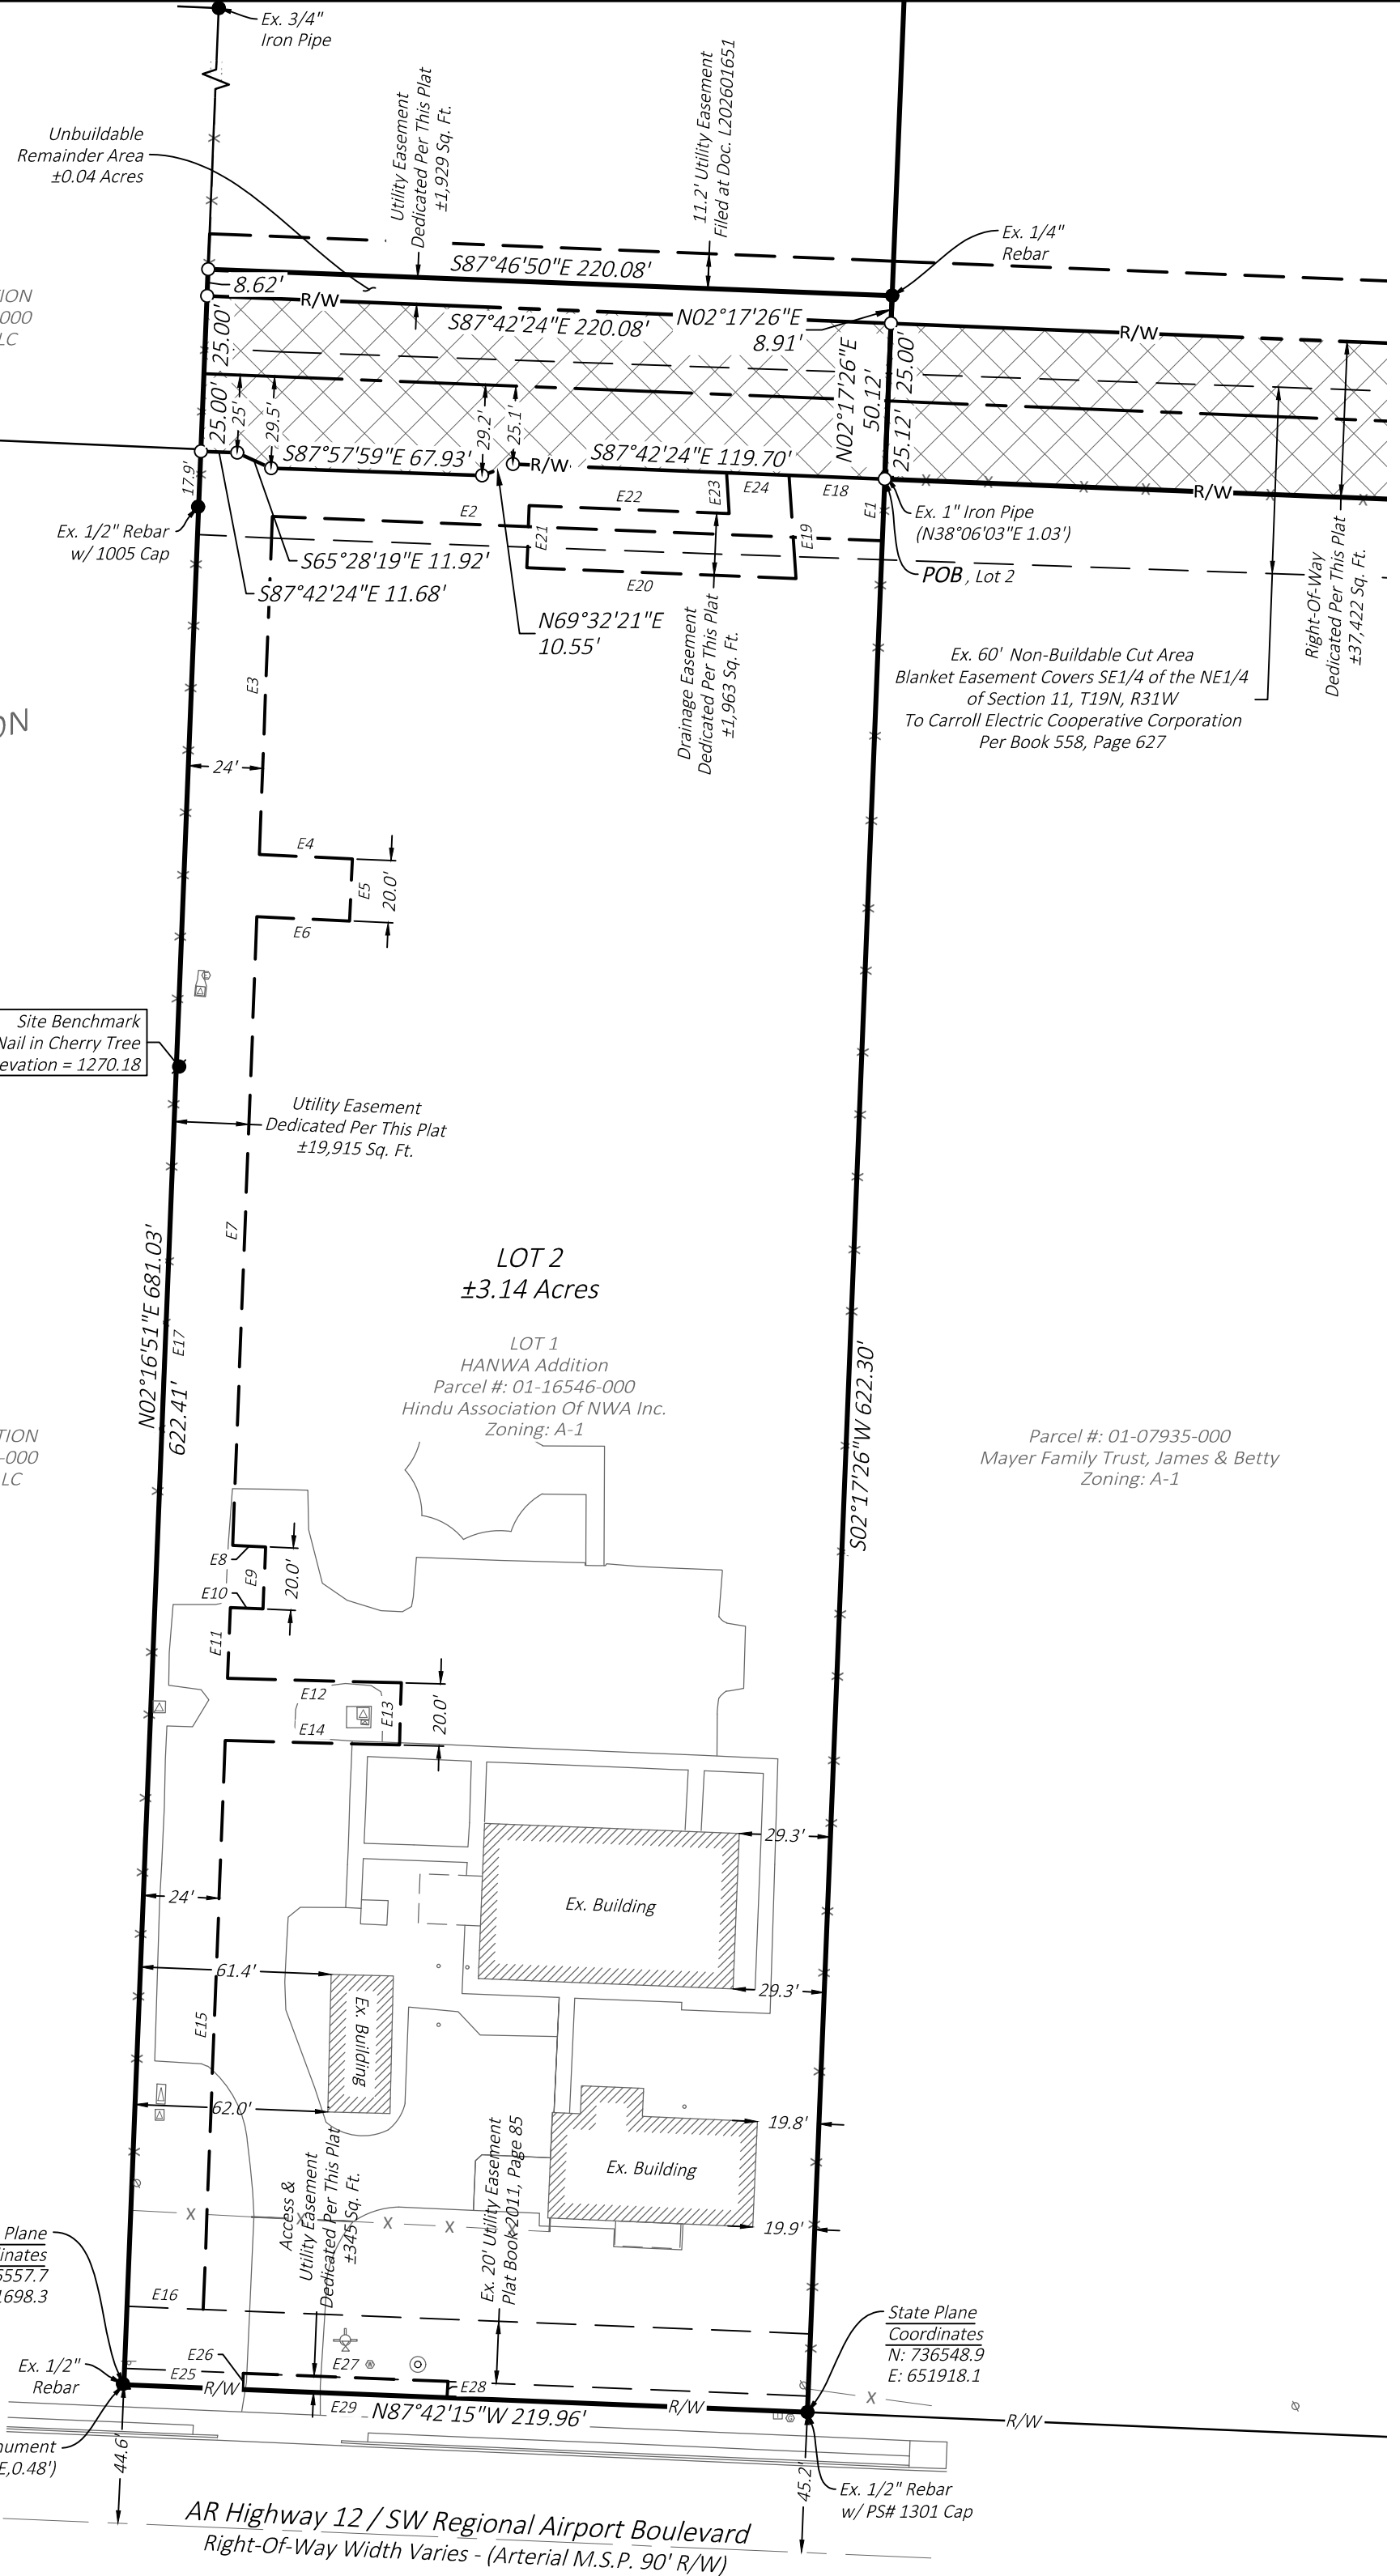 Ex. 3/4"
Iron Pipe
Unbuildable
Remainder Area
±0.04 Acres
Utility Easement
Dedicated Per This Plat
±1,929 Sq. Ft.
11.2' Utility Easement
Filed at Doc. L202601651
Ex. 1/4"
Rebar
S87°46'50"E 220.08'
8.62'
R/W
S87°42'24"E 220.08'
N02°17'26"E
8.91'
R/W
25.00'
25.00'
25'
29.5'
29.2'
25.1'
N02°17'26"E
50.12'
25.00'
25.12'
000
LC
S87°57'59"E 67.93'
R/W
S87°42'24"E 119.70'
R/W
17.9'
Ex. 1/2" Rebar
w/ 1005 Cap
E2
E22
E23
E24
E18
E1
E21
E19
E20
Ex. 1" Iron Pipe
(N38°06'03"E 1.03')
POB , Lot 2
S65°28'19"E 11.92'
S87°42'24"E 11.68'
N69°32'21"E
10.55'
Drainage Easement
Dedicated Per This Plat
±1,963 Sq. Ft.
Right-Of-Way
Dedicated Per This Plat
±37,422 Sq. Ft.
Ex. 60' Non-Buildable Cut Area
Blanket Easement Covers SE1/4 of the NE1/4
of Section 11, T19N, R31W
To Carroll Electric Cooperative Corporation
Per Book 558, Page 627
E3
24'
E4
E5
20.0'
E6
Site Benchmark
Nail in Cherry Tree
evation = 1270.18
Utility Easement
Dedicated Per This Plat
±19,915 Sq. Ft.
E7
LOT 2
±3.14 Acres
N02°16'51"E 681.03'
622.41'
E17
LOT 1
HANWA Addition
Parcel #: 01-16546-000
Hindu Association Of NWA Inc.
Zoning: A-1
S02°17'26"W 622.30'
Parcel #: 01-07935-000
Mayer Family Trust, James & Betty
Zoning: A-1
TION
-000
LC
E8
E9
20.0'
E10
E11
E12
E13
20.0'
E14
29.3'
Ex. Building
24'
61.4'
29.3'
Ex. Building
E15
62.0'
19.8'
Ex. Building
19.9'
Access &
Utility Easement
Dedicated Per This Plat
±345 Sq. Ft.
Ex. 20' Utility Easement
Plat Book 2011, Page 85
X X X X X
Plane
inates
6557.7
1698.3
E16
State Plane
Coordinates
N: 736548.9
E: 651918.1
Ex. 1/2"
Rebar
E25
E26
E27
E28
R/W
E29
N87°42'15"W 219.96'
R/W
X
R/W
nument
E,0.48')
44.6'
45.2'
Ex. 1/2" Rebar
w/ PS# 1301 Cap
AR Highway 12 / SW Regional Airport Boulevard
Right-Of-Way Width Varies - (Arterial M.S.P. 90' R/W)